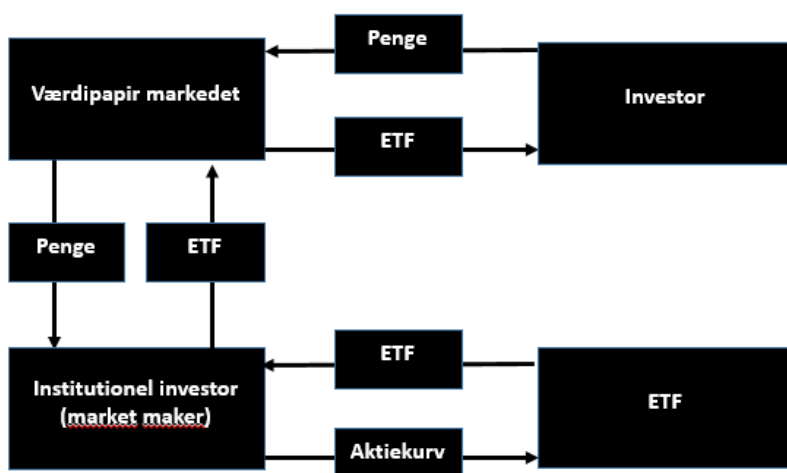 Penge
Værdipapir markedet
Investor
ETF
Penge
ETF
ETF
Institutionel investor
(market maker)
ETF
Aktiekurv